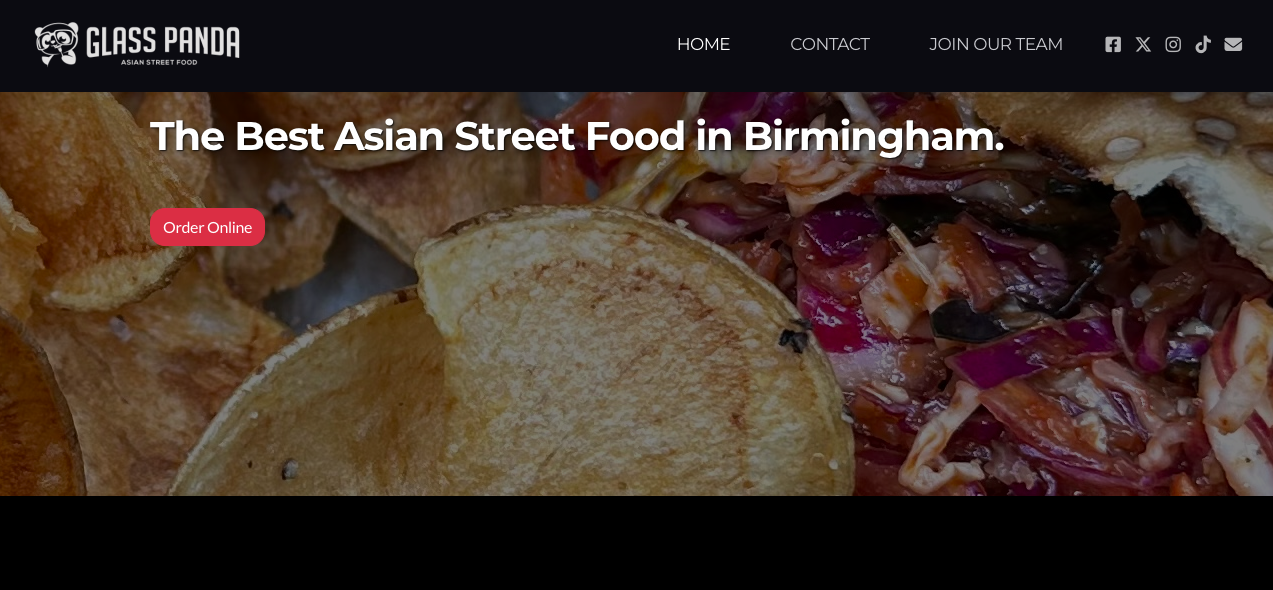 GLASS PANDA
ASIAN STREET FOOD
HOME
CONTACT
JOIN OUR TEAM
The Best Asian Street Food in Birmingham.
Order Online